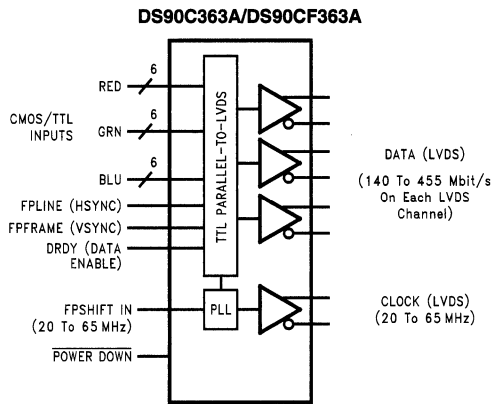 DS90C363A/DS90CF363A
6
RED
CMOS/TTL
INPUTS
6
GRN
6
BLU
FPLINE (HSYNC)
FPFRAME (VSYNC)
DRDY (DATA
ENABLE)
FPSHIFT IN
(20 To 65 MHz)
POWER DOWN
TTL PARALLEL-TO-LVDS
PLL
DATA (LVDS)
(140 To 455 Mbit/s
On Each LVDS
Channel)
CLOCK (LVDS)
(20 To 65 MHz)